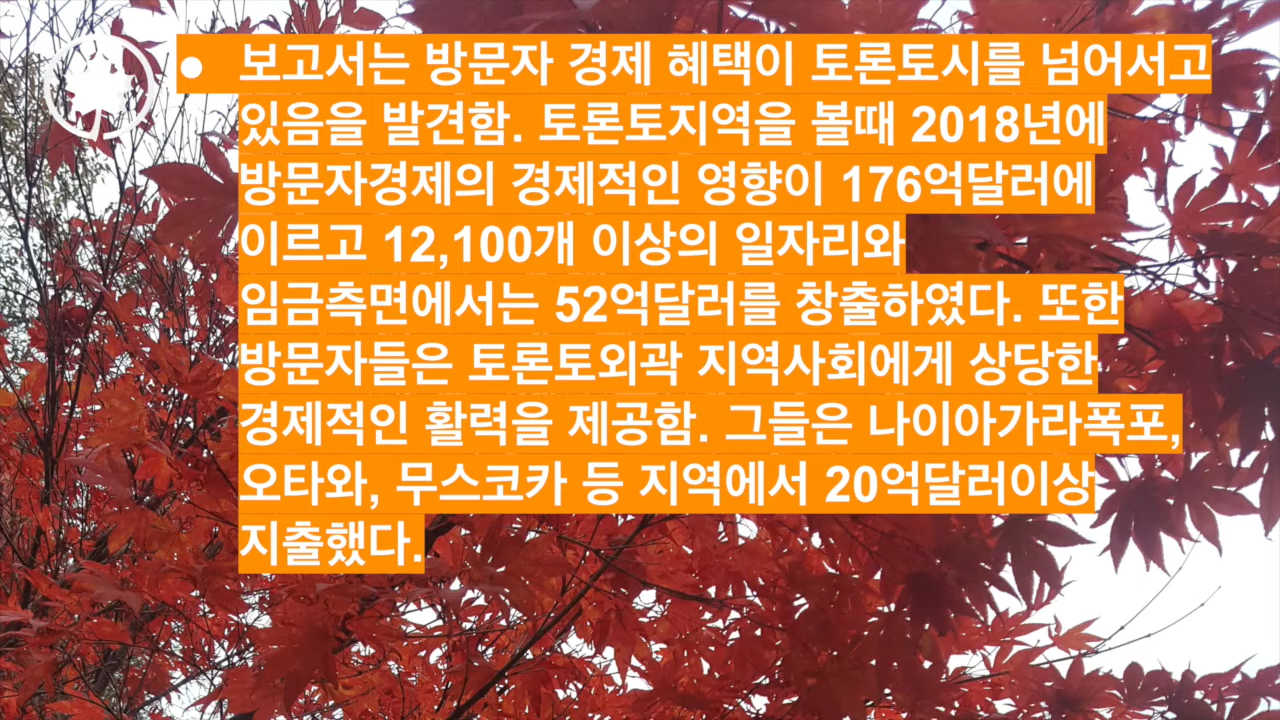 ● 보고서는 방문자 경제 혜택이 토론토시를 넘어서고
있음을 발견함. 토론토지역을 볼때 2018년에
방문자경제의 경제적인 영향이 176억달러에
이르고 12,100개 이상의 일자리와
임금측면에서는 52억달러를 창출하였다. 또한
방문자들은 토론토외곽 지역사회에게 상당한
경제적인 활력을 제공함. 그들은 나이아가라폭포,
오타와, 무스코카 등 지역에서 20억달러이상
지출했다.